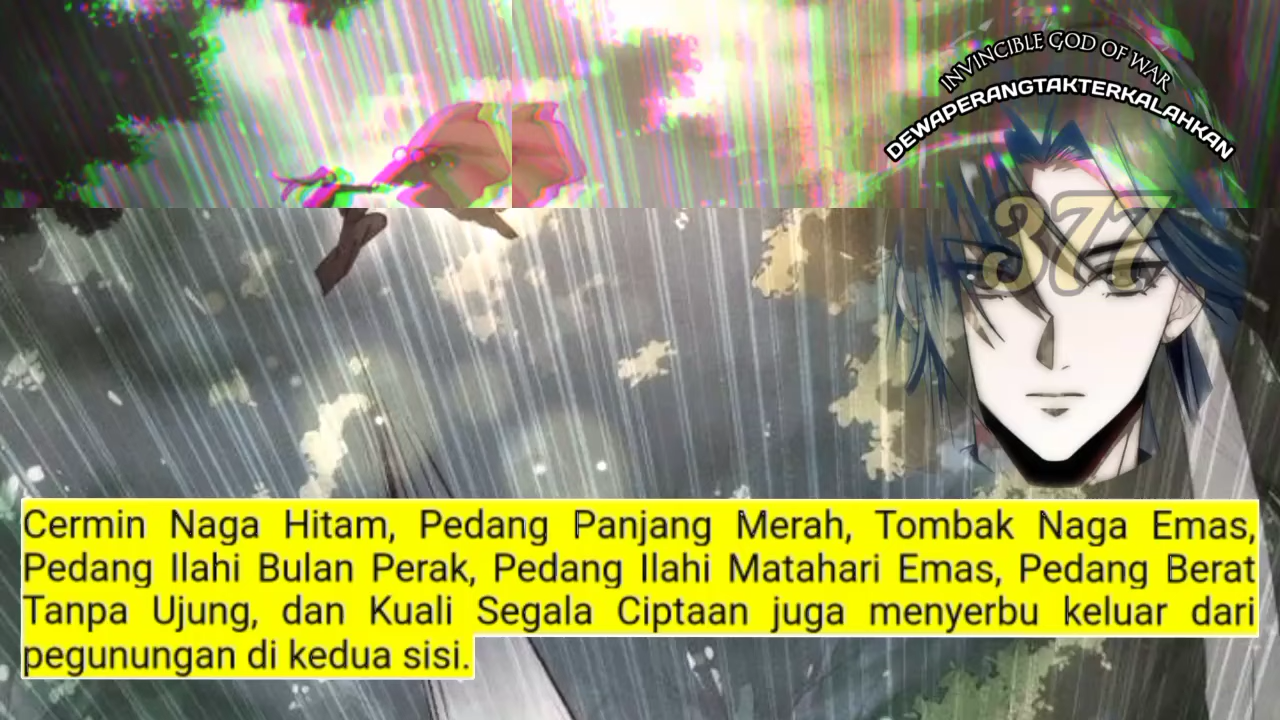 INVINCIBLE GOD OF WAR
DEWAPERANGTAKTERKALAHKAN
377
Cermin Naga Hitam, Pedang Panjang Merah, Tombak Naga Emas,
Pedang Ilahi Bulan Perak, Pedang Ilahi Matahari Emas, Pedang Berat
Tanpa Ujung, dan Kuali Segala Ciptaan juga menyerbu keluar dari
pegunungan di kedua sisi.